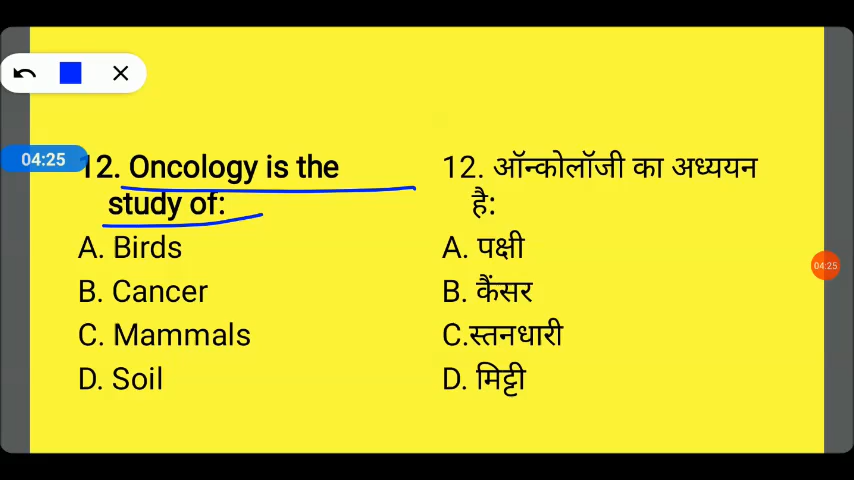 04:25
12. Oncology is the
study of:
A. Birds
B. Cancer
C. Mammals
D. Soil
12. ऑन्कोलॉजी का अध्ययन
है:
A. पक्षी
B. कैंसर
C.स्तनधारी
D. मिट्टी
04:25